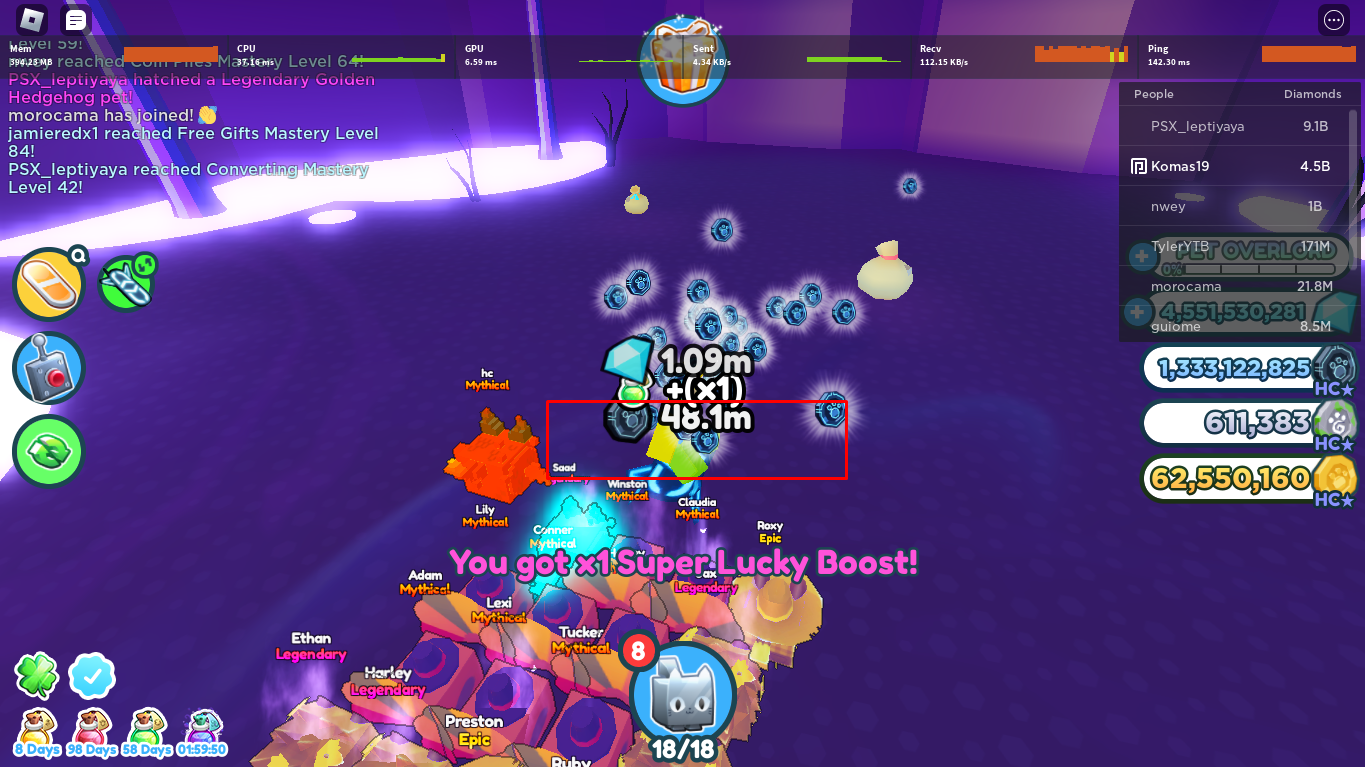 Mem
394.23 MB
CPU
37.16 ms
GPU
6.59 ms
Sent
4.34 KB/s
Recv
112.15 KB/s
Ping
142.30 ms
Level 59!
reached Coin Piles Mastery Level 64!
PSX_leptiyaya hatched a Legendary Golden
Hedgehog pet!
morocama has joined!
jamieredx1 reached Free Gifts Mastery Level
84!
PSX_leptiyaya reached Converting Mastery
Level 42!
People Diamonds
PSX_leptiyaya 9.1B
Komas19 4.5B
nwey 1B
TylerYTB 171M
morocama 21.8M
guiome 8.5M
PET OVERLOAD
0%
4,551,530,281
1,333,122,825
HC★
611,383
HC★
62,550,160
HC★
Q
1.09m
+(x1)
48.1m
hc
Mythical
Saad
Winston
Mythical
Claudia
Mythical
Lily
Mythical
Conner
Mythical
Roxy
Epic
You got x1 Super Lucky Boost!
Legendary
Adam
Mythical
Lexi
Mythical
Tucker
Mythical
Ethan
Legendary
Harley
Legendary
Preston
Epic
Ruby
8
18/18
8 Days
98 Days
58 Days
01:59:50